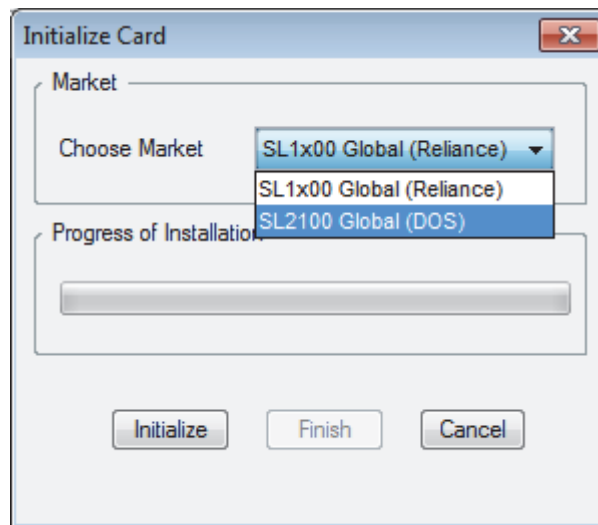 Initialize Card
Market
Choose Market SL1x00 Global (Reliance)
SL1x00 Global (Reliance)
SL2100 Global (DOS)
Progress of Installation
Initialize Finish Cancel